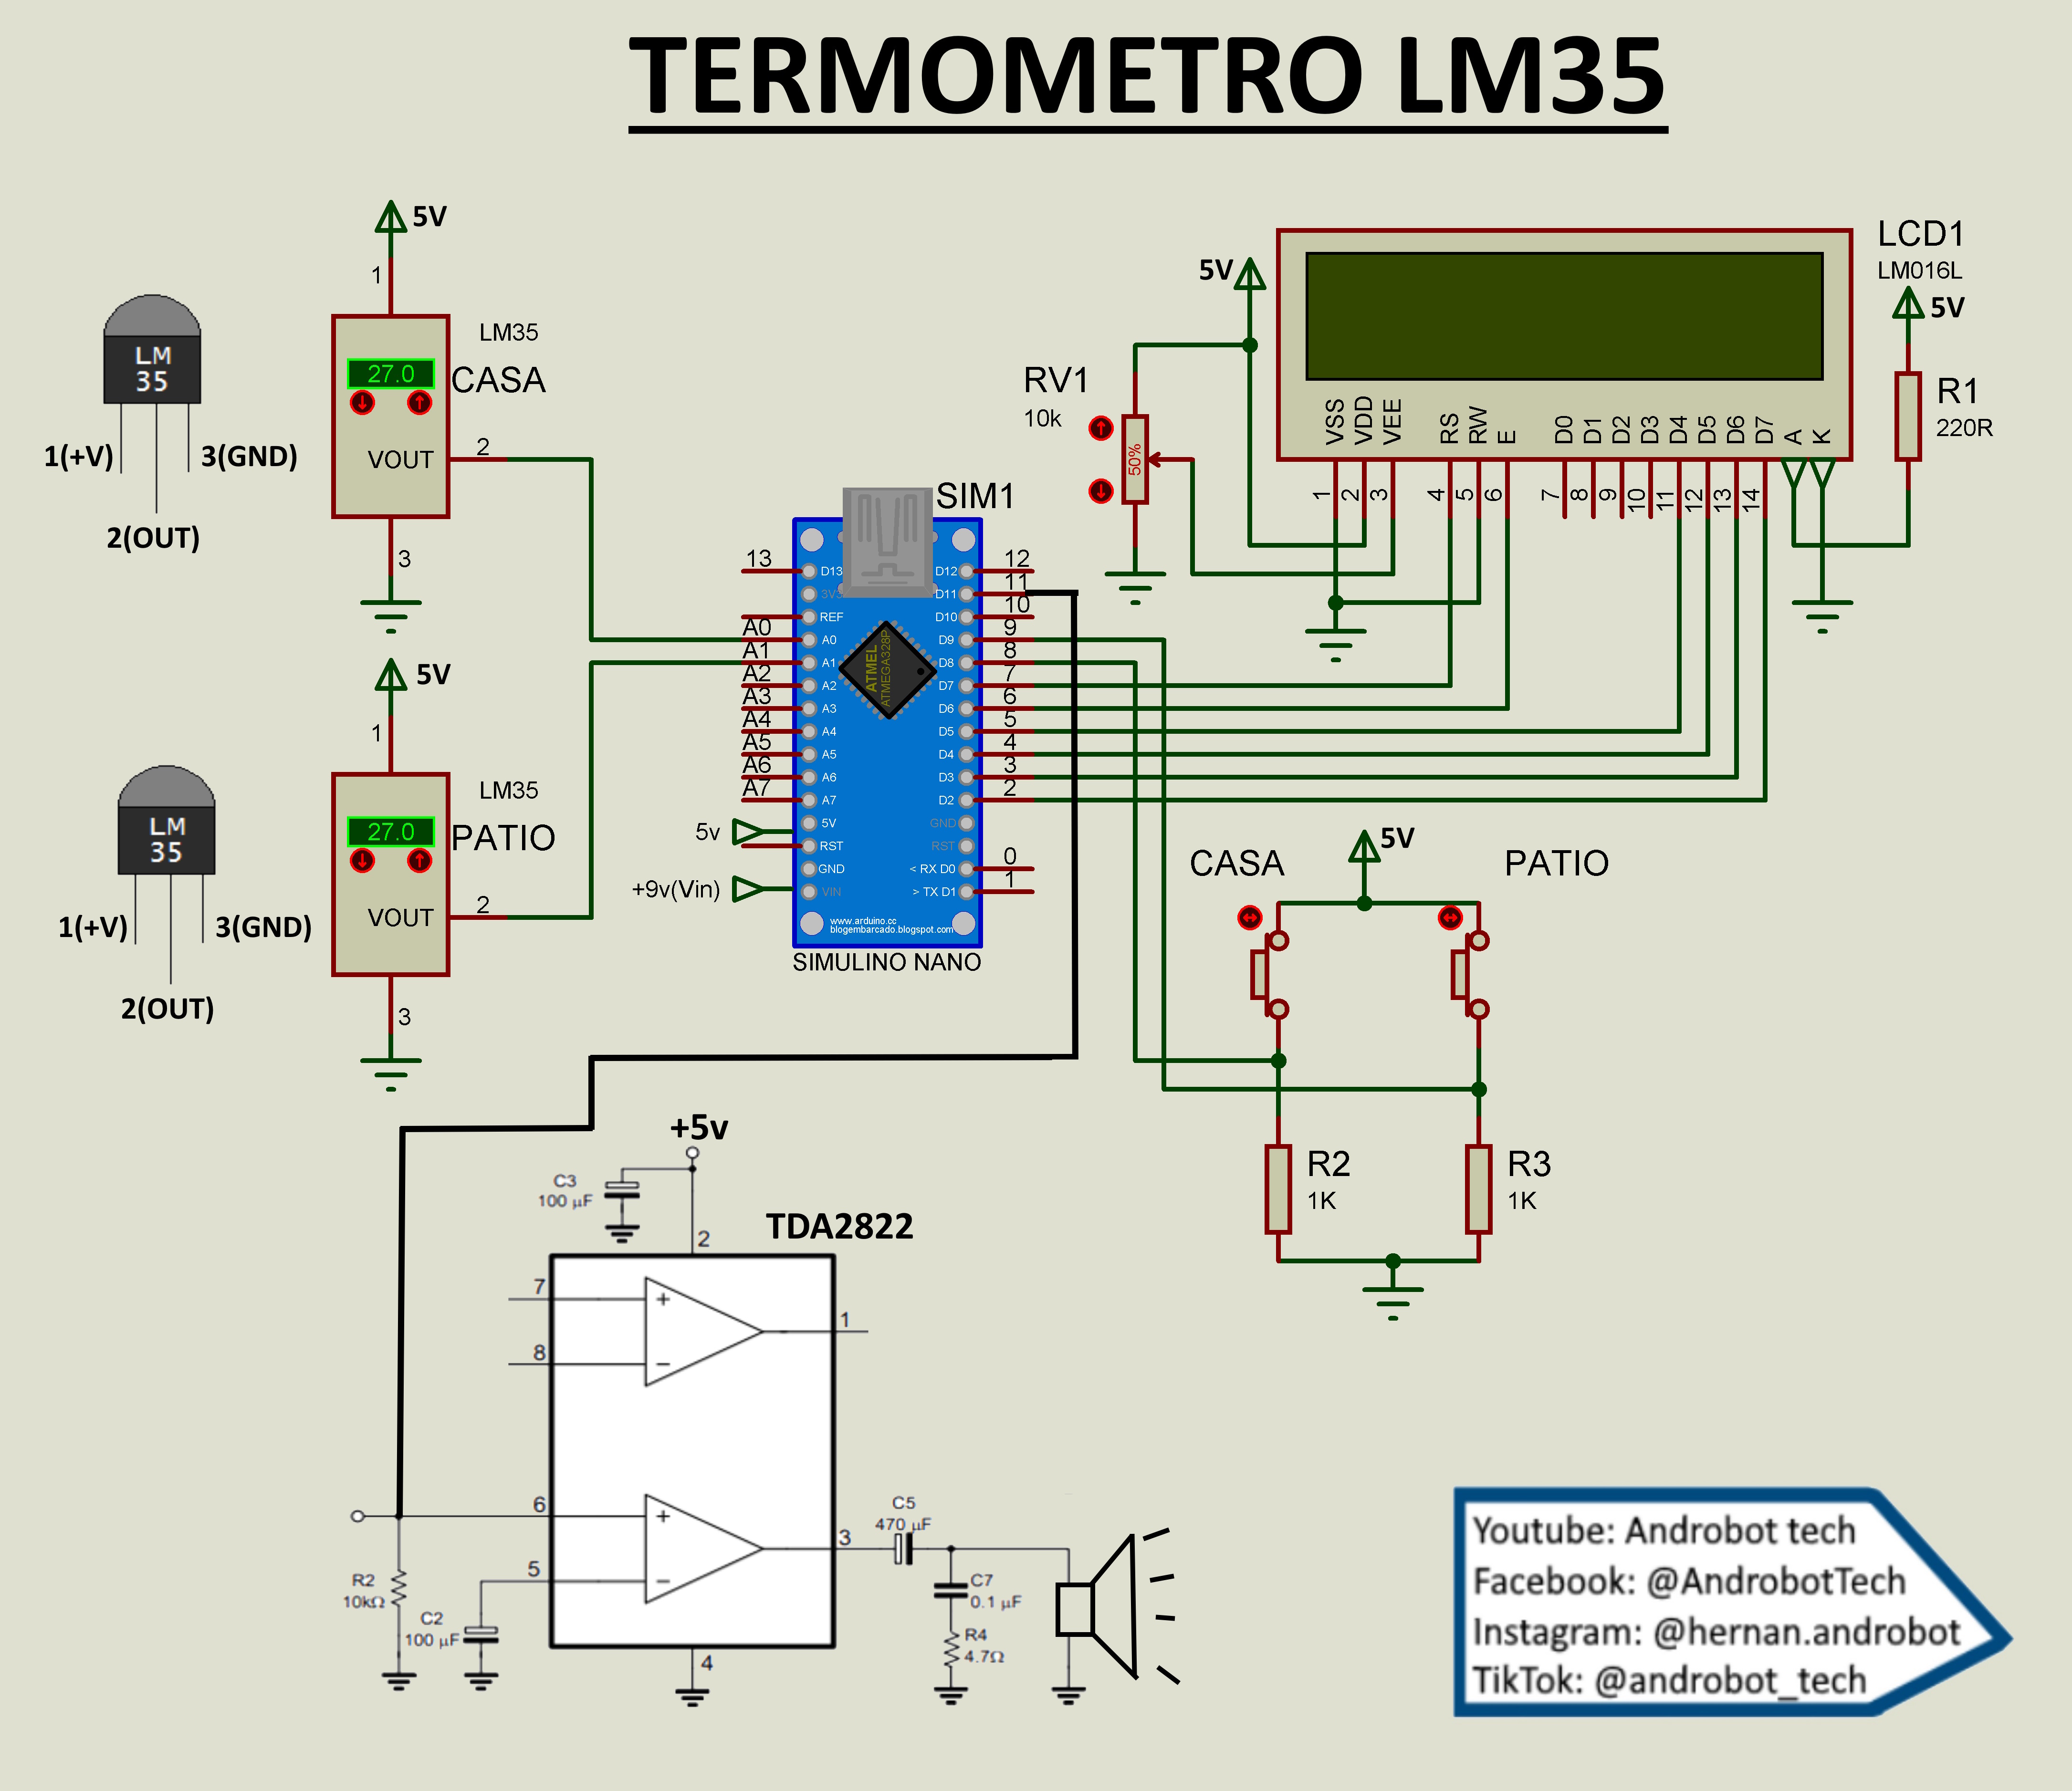 TERMOMETRO LM35
5V
1
LM
35
1(+V)
3(GND)
2(OUT)
LM35
27.0
CASA
VOUT
2
3
5V
1
LM
35
1(+V)
3(GND)
2(OUT)
LM35
27.0
PATIO
VOUT
2
3
SIM1
13
A0
A1
A2
A3
A4
A5
A6
A7
5v
+9v(Vin)
D13
3V3
REF
A0
A1
A2
A3
A4
A5
A6
A7
5V
RST
GND
VIN
ATMEL
ATMEGA328P
D12
D11
D10
D9
D8
D7
D6
D5
D4
D3
D2
GND
RST
< RX D0
> TX D1
12
11
10
9
8
7
6
5
4
3
2
0
1
www.arduino.cc
blogembarcado.blogspot.com
SIMULINO NANO
5V
RV1
10k
50%
LCD1
LM016L
5V
R1
220R
VSS
VDD
VEE
RS
RW
E
D0
D1
D2
D3
D4
D5
D6
D7
A
K
1
2
3
4
5
6
7
8
9
10
11
12
13
14
CASA
5V
PATIO
R2
1K
R3
1K
+5v
C3
100 µF
2
TDA2822
7
+
8
−
1
6
+
5
−
3
4
R2
10kΩ
C2
100 µF
C5
470 µF
C7
0.1 µF
R4
4.7Ω
Youtube: Androbot tech
Facebook: @AndrobotTech
Instagram: @hernan.androbot
TikTok: @androbot_tech